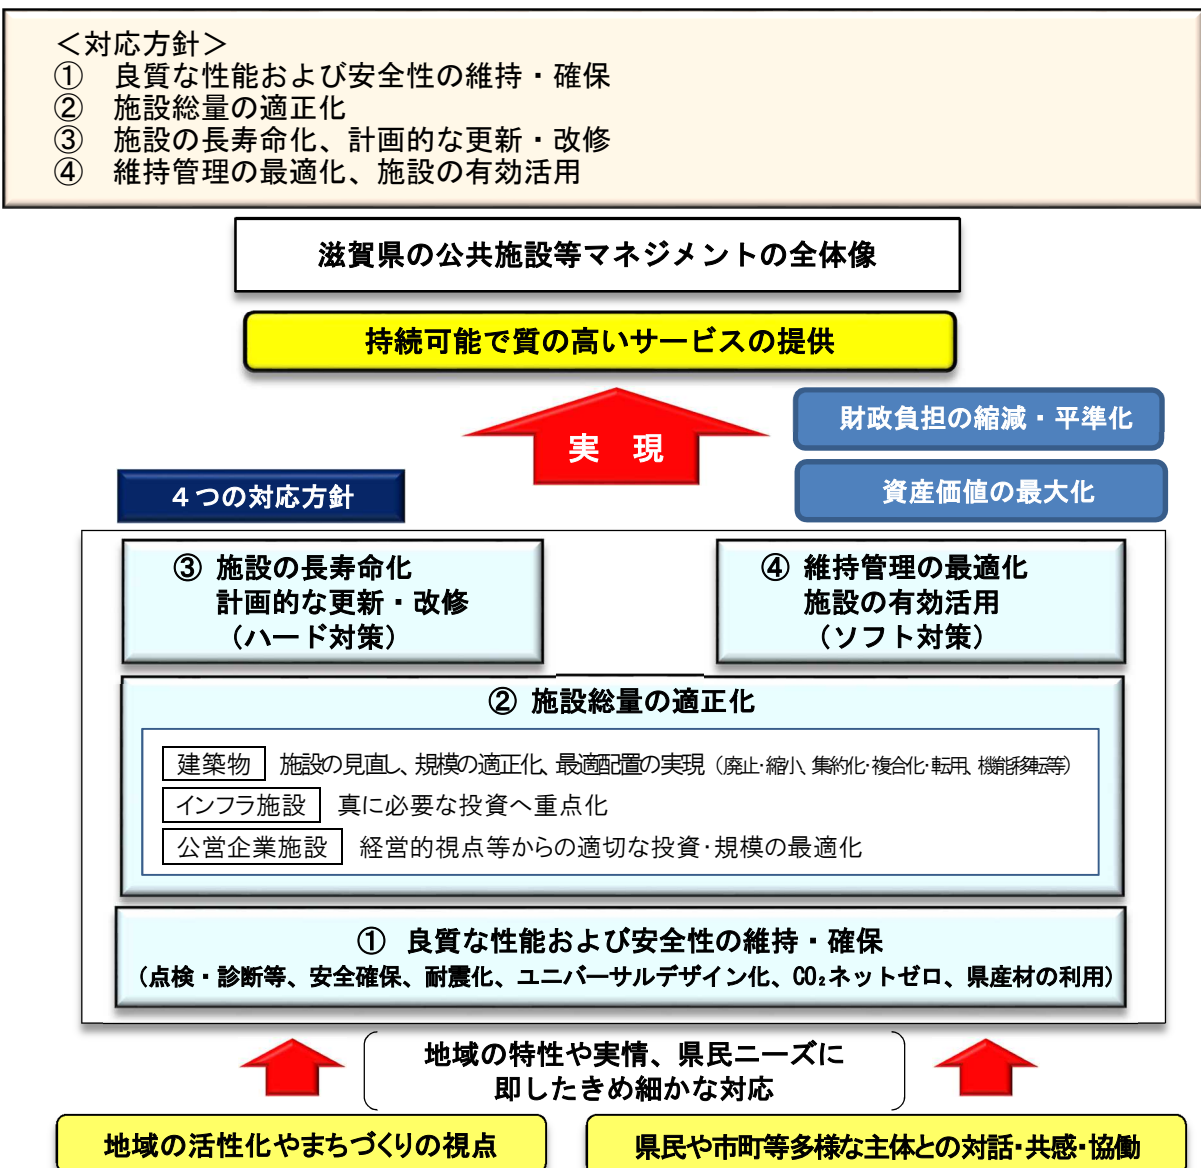 ＜対応方針＞
① 良質な性能および安全性の維持・確保
② 施設総量の適正化
③ 施設の長寿命化、計画的な更新・改修
④ 維持管理の最適化、施設の有効活用
滋賀県の公共施設等マネジメントの全体像
持続可能で質の高いサービスの提供
実 現
財政負担の縮減・平準化
資産価値の最大化
４つの対応方針
③ 施設の長寿命化
計画的な更新・改修
（ハード対策）
④ 維持管理の最適化
施設の有効活用
（ソフト対策）
② 施設総量の適正化
建築物 施設の見直し、規模の適正化、最適配置の実現（廃止・縮小、集約化・複合化・転用、機能移転等）
インフラ施設 真に必要な投資へ重点化
公営企業施設 経営的視点等からの適切な投資・規模の最適化
① 良質な性能および安全性の維持・確保
（点検・診断等、安全確保、耐震化、ユニバーサルデザイン化、CO₂ネットゼロ、県産材の利用）
地域の特性や実情、県民ニーズに
即したきめ細かな対応
地域の活性化やまちづくりの視点
県民や市町等多様な主体との対話・共感・協働